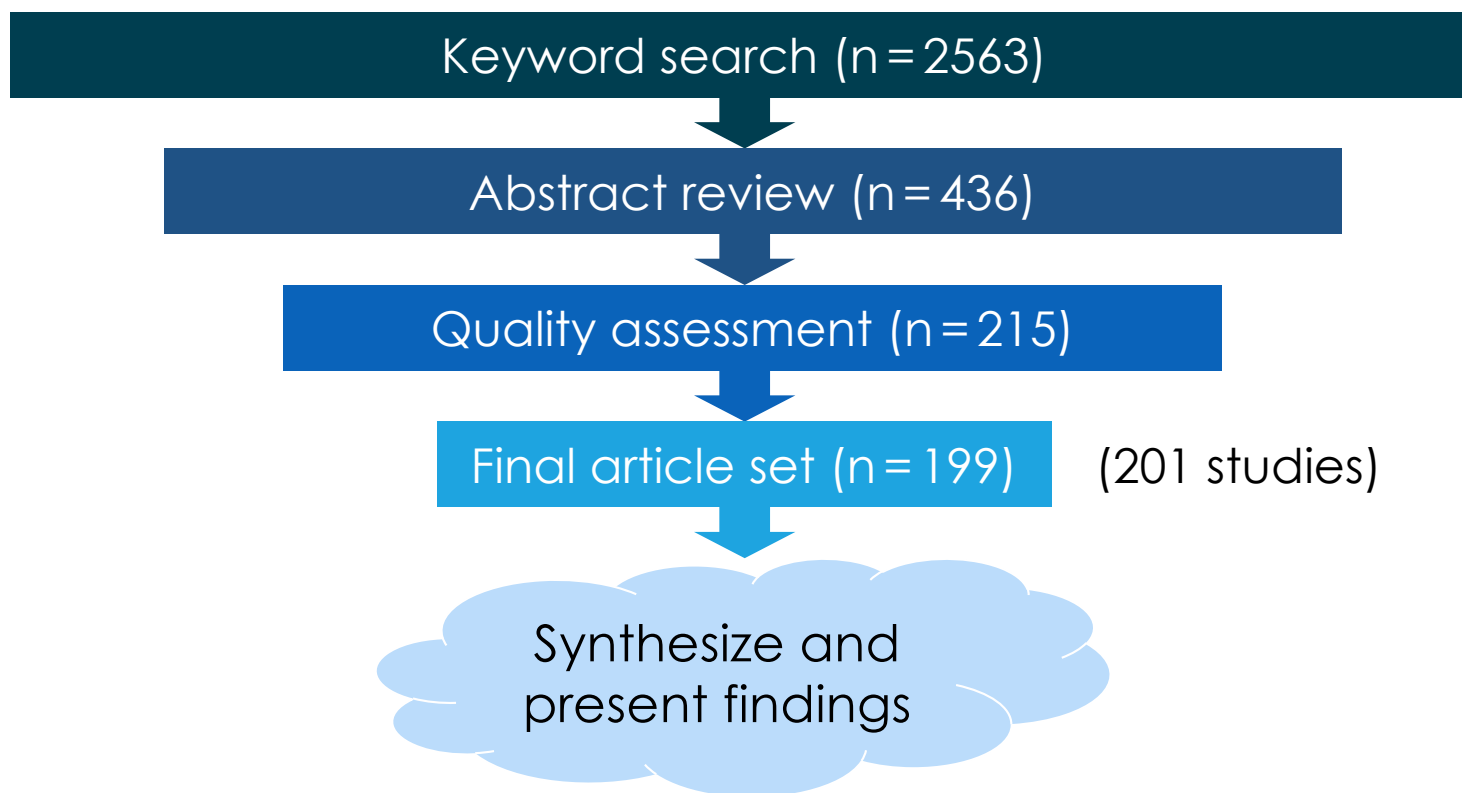 Keyword search (n = 2563)
Abstract review (n = 436)
Quality assessment (n = 215)
Final article set (n = 199)
(201 studies)
Synthesize and
present findings